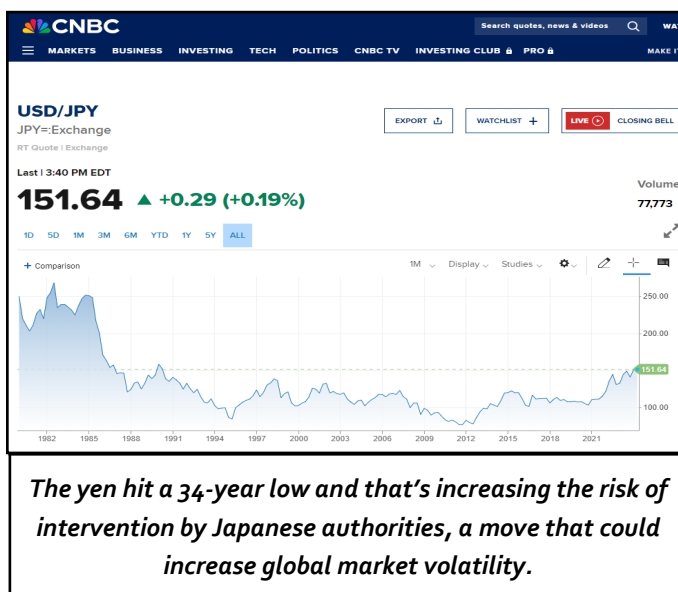 CNBC
Search quotes, news & videos
MARKETS BUSINESS INVESTING TECH POLITICS CNBC TV INVESTING CLUB PRO
USD/JPY
JPY=:Exchange
RT Quote | Exchange
EXPORT
WATCHLIST +
LIVE CLOSING BELL
Last | 3:40 PM EDT
151.64 ▲ +0.29 (+0.19%)
Volume
77,773
1D 5D 1M 3M 6M YTD 1Y 5Y ALL
+ Comparison
1M Display Studies
250.00
200.00
151.64
100.00
1982 1985 1988 1991 1994 1997 2000 2003 2006 2009 2012 2015 2018 2021
The yen hit a 34-year low and that's increasing the risk of
intervention by Japanese authorities, a move that could
increase global market volatility.